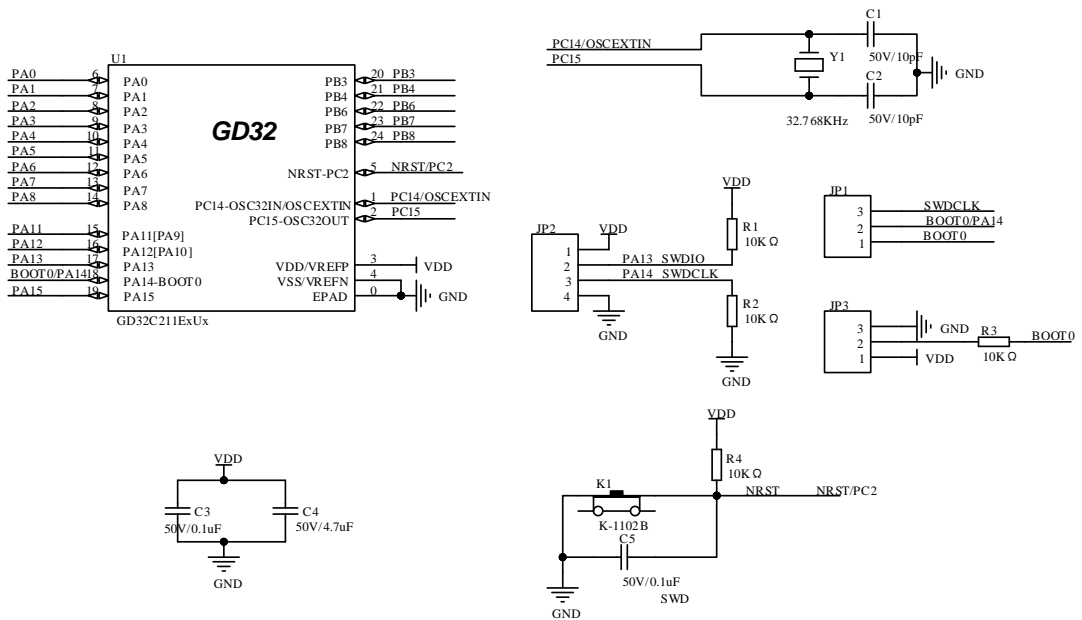 U1
GD32
PA0 6 PA0
PA1 7 PA1
PA2 8 PA2
PA3 9 PA3
PA4 10 PA4
PA5 11 PA5
PA6 12 PA6
PA7 13 PA7
PA8 14 PA8
PA11 15 PA11[PA9]
PA12 16 PA12[PA10]
PA13 17 PA13
BOOT0/PA14 18 PA14-BOOT0
PA15 19 PA15
PB3 20 PB3
PB4 21 PB4
PB6 22 PB6
PB7 23 PB7
PB8 24 PB8
NRST-PC2 5 NRST/PC2
PC14-OSC32IN/OSCEXTIN 1 PC14/OSCEXTIN
PC15-OSC32OUT 2 PC15
VDD/VREFP 3 VDD
VSS/VREFN 4
EPAD 0 GND
GD32C211ExUx
PC14/OSCEXTIN
PC15
C1
50V/10pF
Y1
GND
C2
32.768KHz 50V/10pF
VDD
R1
10KΩ
JP2
VDD
1
2 PA13 SWDIO
3 PA14 SWDCLK
4
GND
R2
10KΩ
GND
JP1
3 SWDCLK
2 BOOT0/PA14
1 BOOT0
JP3
3 GND
2 R3 BOOT0
10KΩ
1 VDD
VDD
C3 C4
50V/0.1uF 50V/4.7uF
GND
VDD
R4
10KΩ
K1 NRST NRST/PC2
K-1102B
C5
50V/0.1uF
SWD
GND